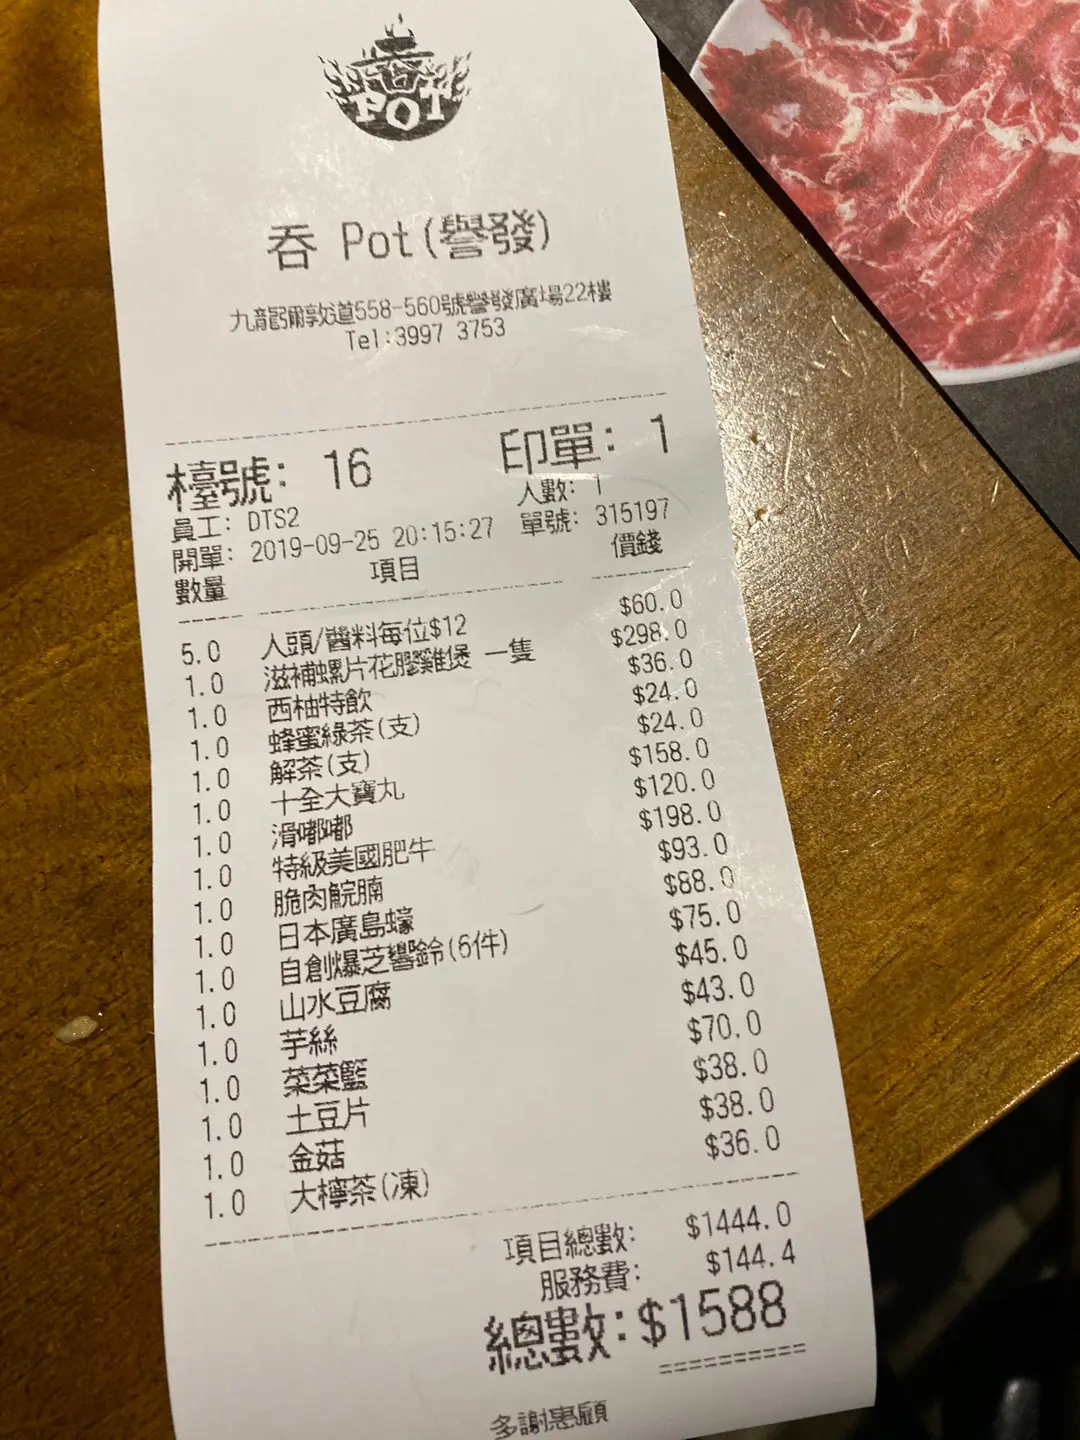 吞
POT
吞 Pot(譽發)
九龍彌敦道558-560號譽發廣場22樓
Tel:3997 3753
檯號: 16 印單: 1
員工: DTS2 人數: 1
開單: 2019-09-25 20:15:27 單號: 315197
數量 項目 價錢
5.0 人頭/醬料每位$12 $60.0
1.0 滋補螺片花膠雞煲 一隻 $298.0
1.0 西柚特飲 $36.0
1.0 蜂蜜綠茶(支) $24.0
1.0 解茶(支) $24.0
1.0 十全大寶丸 $158.0
1.0 滑嘟嘟 $120.0
1.0 特級美國肥牛 $198.0
1.0 脆肉鯇腩 $93.0
1.0 日本廣島蠔 $88.0
1.0 自創爆芝響鈴(6件) $75.0
1.0 山水豆腐 $45.0
1.0 芋絲 $43.0
1.0 菜菜籃 $70.0
1.0 土豆片 $38.0
1.0 金菇 $38.0
1.0 大檸茶(凍) $36.0
項目總數: $1444.0
服務費: $144.4
總數:$1588
多謝惠顧